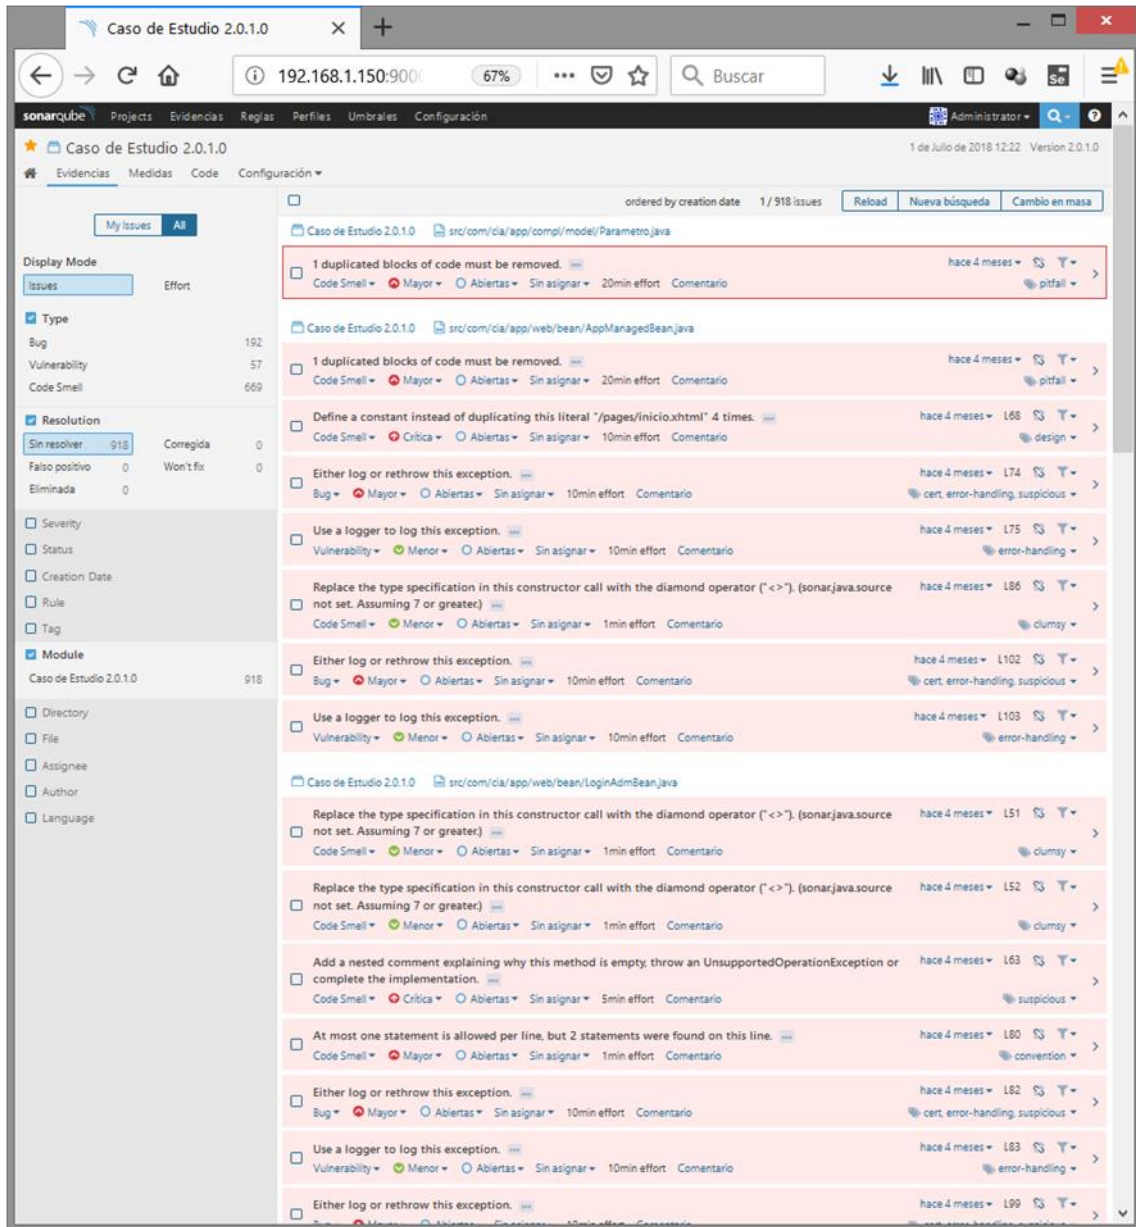 Caso de Estudio 2.0.1.0
192.168.1.150:900
67%
Buscar
sonarqube Projects Evidencias Reglas Perfiles Umbrales Configuración Administrator
Caso de Estudio 2.0.1.0
1 de Julio de 2018 12:22 Version 2.0.1.0
Evidencias Medidas Code Configuración
My Issues All
Display Mode
Issues Effort
Type
Bug 192
Vulnerability 57
Code Smell 669
Resolution
Sin resolver 918 Corregida 0
Falso positivo 0 Won't fix 0
Eliminada 0
Severity
Status
Creation Date
Rule
Tag
Module
Caso de Estudio 2.0.1.0 918
Directory
File
Assignee
Author
Language
ordered by creation date 1 / 918 issues Reload Nueva búsqueda Cambio en masa
Caso de Estudio 2.0.1.0 src/com/cia/app/compl/model/Parametro.java
1 duplicated blocks of code must be removed. hace 4 meses
Code Smell Mayor Abiertas Sin asignar 20min effort Comentario pitfall
Caso de Estudio 2.0.1.0 src/com/cia/app/web/bean/AppManagedBean.java
1 duplicated blocks of code must be removed. hace 4 meses
Code Smell Mayor Abiertas Sin asignar 20min effort Comentario pitfall
Define a constant instead of duplicating this literal "/pages/inicio.xhtml" 4 times. hace 4 meses L68
Code Smell Crítica Abiertas Sin asignar 10min effort Comentario design
Either log or rethrow this exception. hace 4 meses L74
Bug Mayor Abiertas Sin asignar 10min effort Comentario cert, error-handling, suspicious
Use a logger to log this exception. hace 4 meses L75
Vulnerability Menor Abiertas Sin asignar 10min effort Comentario error-handling
Replace the type specification in this constructor call with the diamond operator ("<>"). (sonar.java.source hace 4 meses L86
not set. Assuming 7 or greater.)
Code Smell Menor Abiertas Sin asignar 1min effort Comentario clumsy
Either log or rethrow this exception. hace 4 meses L102
Bug Mayor Abiertas Sin asignar 10min effort Comentario cert, error-handling, suspicious
Use a logger to log this exception. hace 4 meses L103
Vulnerability Menor Abiertas Sin asignar 10min effort Comentario error-handling
Caso de Estudio 2.0.1.0 src/com/cia/app/web/bean/LoginAdmBean.java
Replace the type specification in this constructor call with the diamond operator ("<>"). (sonar.java.source hace 4 meses L51
not set. Assuming 7 or greater.)
Code Smell Menor Abiertas Sin asignar 1min effort Comentario clumsy
Replace the type specification in this constructor call with the diamond operator ("<>"). (sonar.java.source hace 4 meses L52
not set. Assuming 7 or greater.)
Code Smell Menor Abiertas Sin asignar 1min effort Comentario clumsy
Add a nested comment explaining why this method is empty, throw an UnsupportedOperationException or hace 4 meses L63
complete the implementation.
Code Smell Crítica Abiertas Sin asignar 5min effort Comentario suspicious
At most one statement is allowed per line, but 2 statements were found on this line. hace 4 meses L80
Code Smell Mayor Abiertas Sin asignar 1min effort Comentario convention
Either log or rethrow this exception. hace 4 meses L82
Bug Mayor Abiertas Sin asignar 10min effort Comentario cert, error-handling, suspicious
Use a logger to log this exception. hace 4 meses L83
Vulnerability Menor Abiertas Sin asignar 10min effort Comentario error-handling
Either log or rethrow this exception. hace 4 meses L99